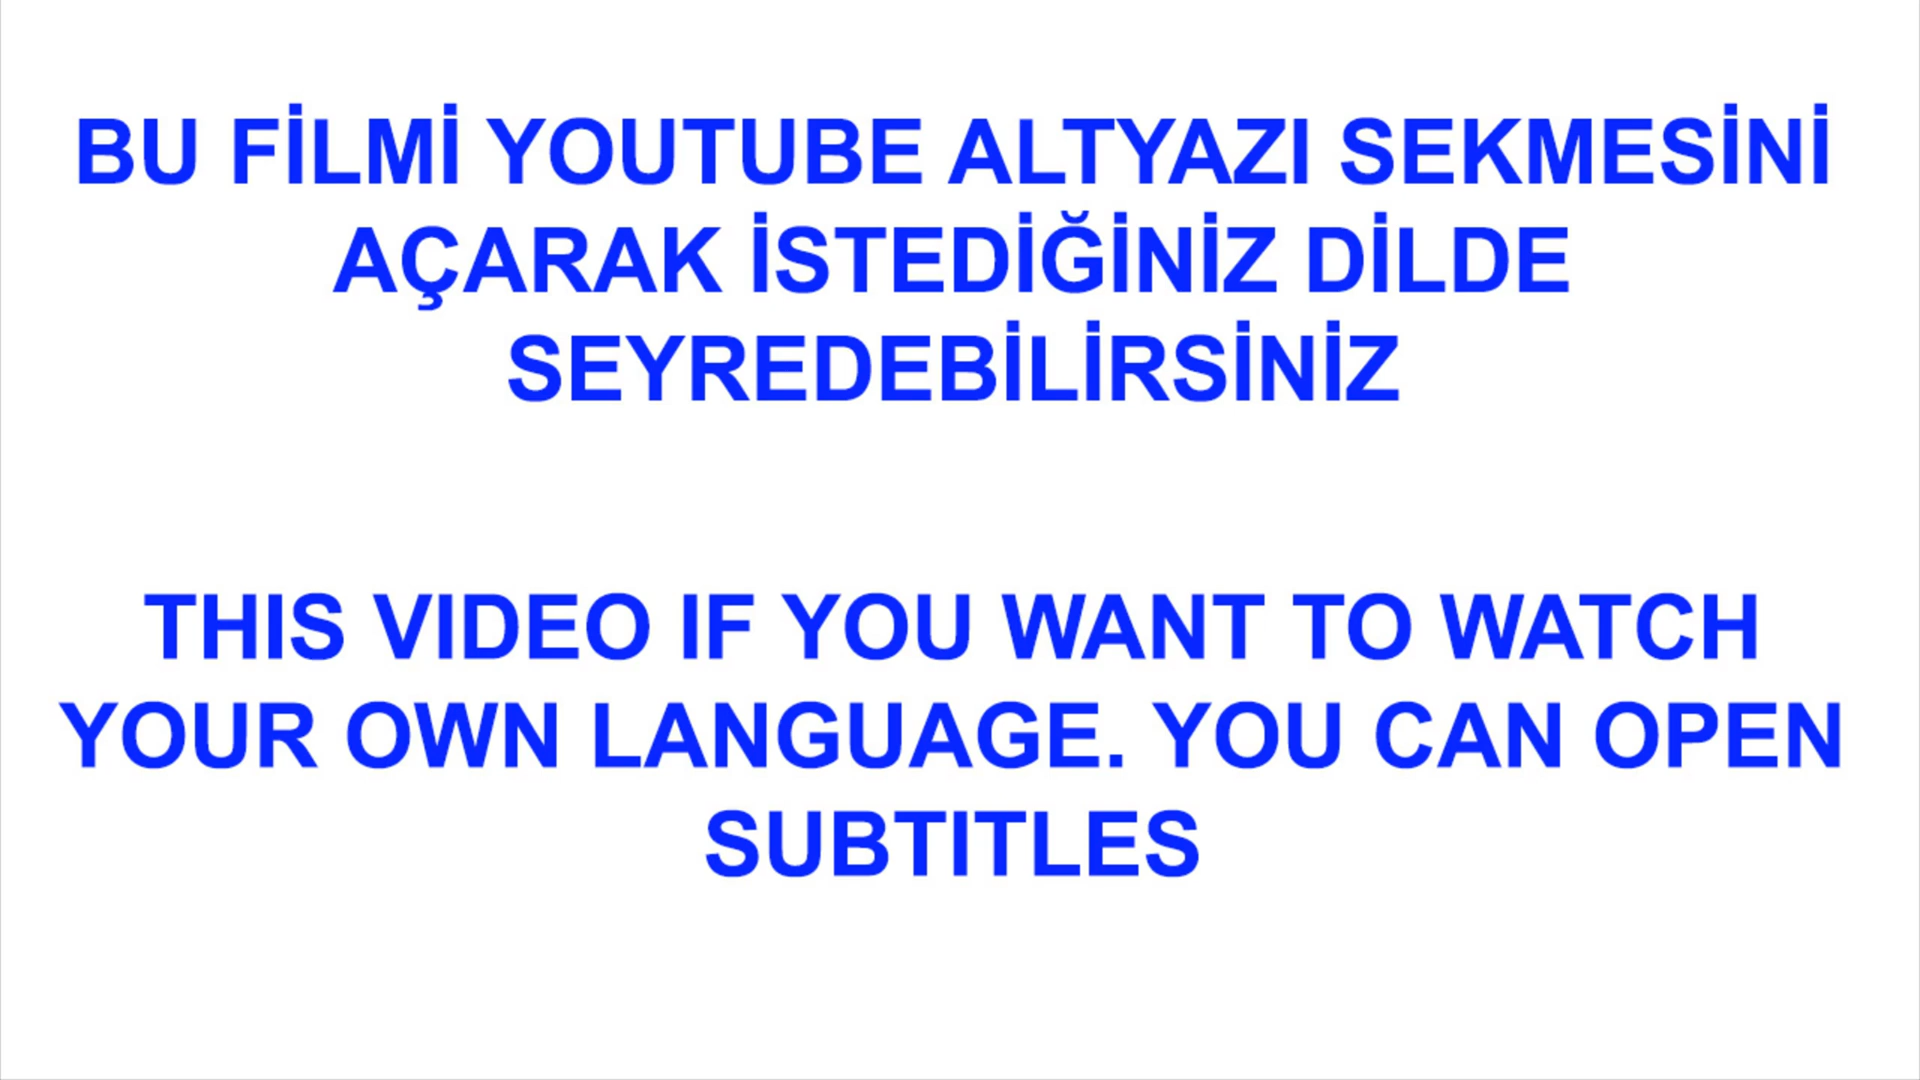 BU FİLMİ YOUTUBE ALTYAZI SEKMESİNİ
AÇARAK İSTEDİĞİNİZ DİLDE
SEYREDEBİLİRSİNİZ
THIS VIDEO IF YOU WANT TO WATCH
YOUR OWN LANGUAGE. YOU CAN OPEN
SUBTITLES